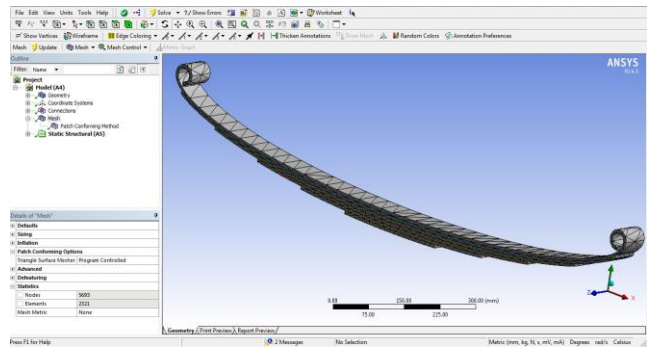 File Edit View Units Tools Help Solve ▾ ?/ Show Errors Worksheet
Show Vertices Wireframe Edge Coloring ▾ Thicken Annotations Show Mesh Random Colors Annotation Preferences
Mesh Update Mesh ▾ Mesh Control ▾ Metric Graph
Outline
Filter: Name
Project
Model (A4)
Geometry
Coordinate Systems
Connections
Mesh
Patch Conforming Method
Static Structural (A5)
ANSYS
Details of "Mesh"
Defaults
Sizing
Inflation
Patch Conforming Options
Triangle Surface Mesher Program Controlled
Advanced
Defeaturing
Statistics
Nodes 5693
Elements 2321
Mesh Metric None
0.00 150.00 300.00 (mm)
75.00 225.00
Z X
Geometry Print Preview Report Preview
Press F1 for Help 2 Messages No Selection Metric (mm, kg, N, s, mV, mA) Degrees rad/s Celsius